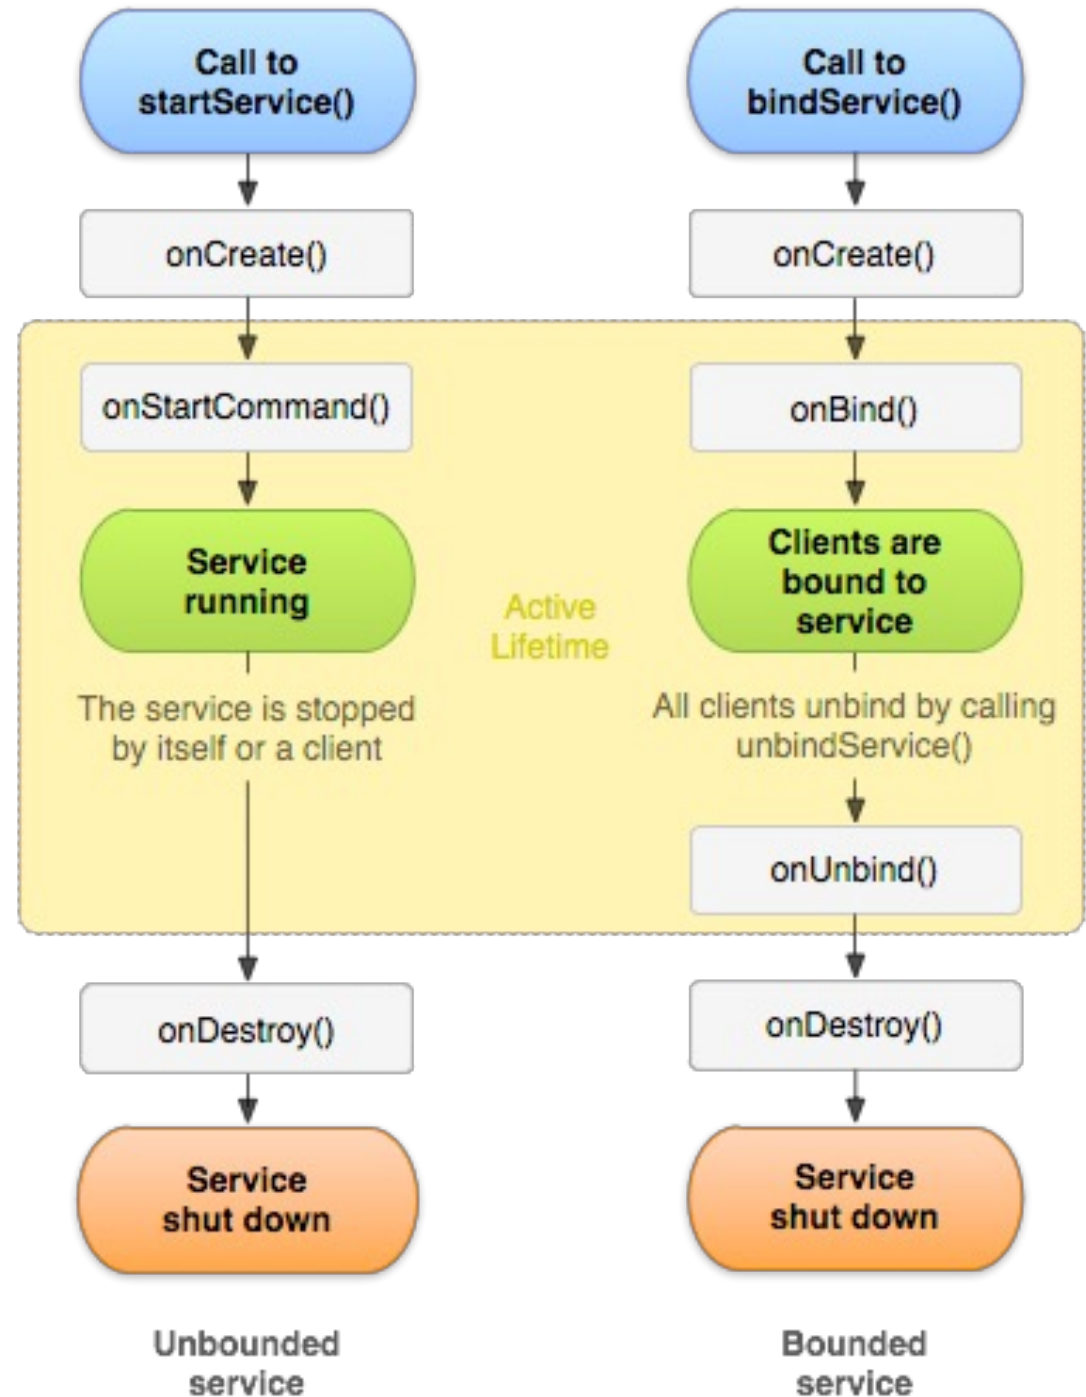 Call to
startService()
onCreate()
onStartCommand()
Service
running
The service is stopped
by itself or a client
onDestroy()
Service
shut down
Unbounded
service
Active
Lifetime
Call to
bindService()
onCreate()
onBind()
Clients are
bound to
service
All clients unbind by calling
unbindService()
onUnbind()
onDestroy()
Service
shut down
Bounded
service